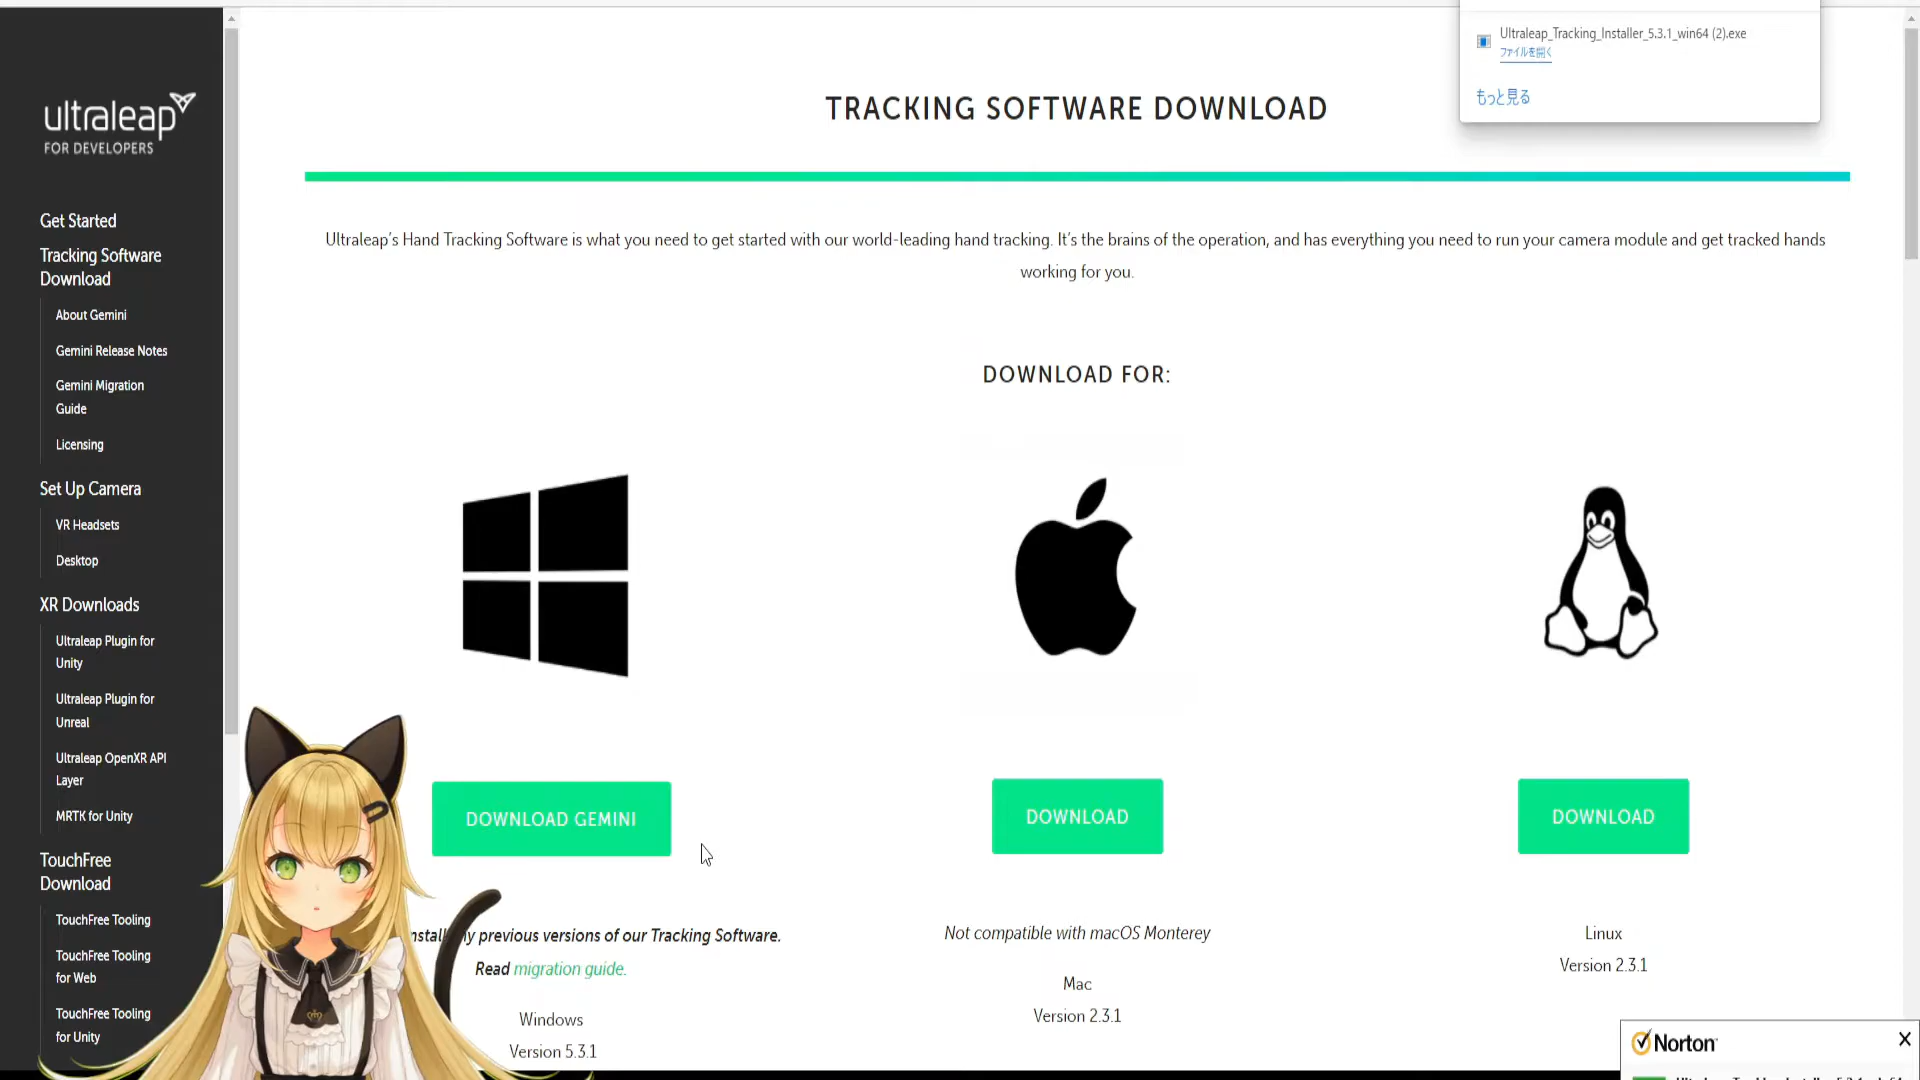 ultraleap
FOR DEVELOPERS
Get Started
Tracking Software
Download
About Gemini
Gemini Release Notes
Gemini Migration
Guide
Licensing
Set Up Camera
VR Headsets
Desktop
XR Downloads
Ultraleap Plugin for
Unity
Ultraleap Plugin for
Unreal
Ultraleap OpenXR API
Layer
MRTK for Unity
TouchFree
Download
TouchFree Tooling
TouchFree Tooling
for Web
TouchFree Tooling
for Unity
Ultraleap_Tracking_Installer_5.3.1_win64 (2).exe
ファイルを開く
もっと見る
TRACKING SOFTWARE DOWNLOAD
Ultraleap’s Hand Tracking Software is what you need to get started with our world-leading hand tracking. It’s the brains of the operation, and has everything you need to run your camera module and get tracked hands
working for you.
DOWNLOAD FOR:
DOWNLOAD GEMINI
previous versions of our Tracking Software.
Read migration guide.
Windows
Version 5.3.1
DOWNLOAD
Not compatible with macOS Monterey
Mac
Version 2.3.1
DOWNLOAD
Linux
Version 2.3.1
Norton